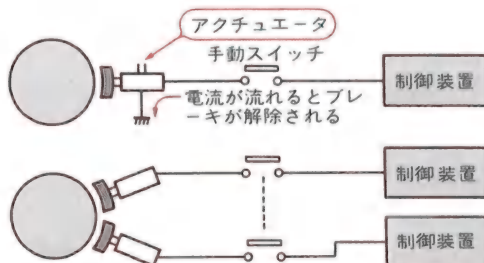 アクチュエータ
手動スイッチ
制御装置
電流が流れるとブレ
ーキが解除される
制御装置
制御装置